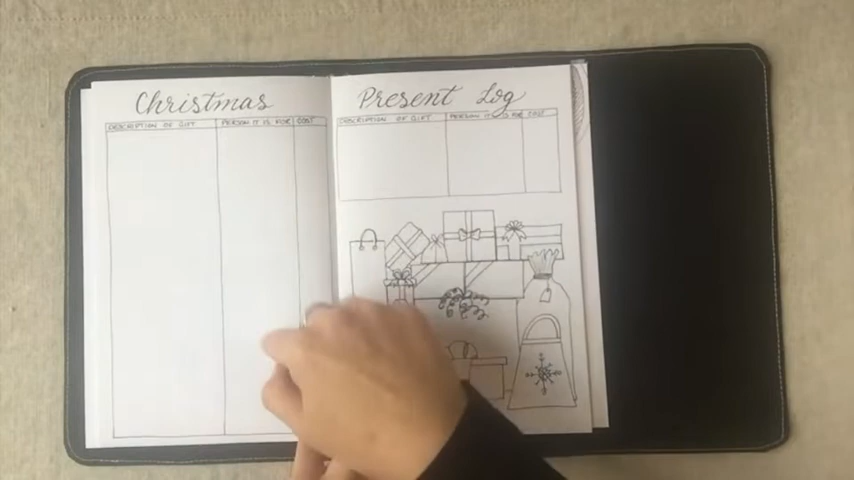 Christmas Present Log
DESCRIPTION OF GIFT PERSON IT IS FOR COST
DESCRIPTION OF GIFT PERSON IT IS FOR COST